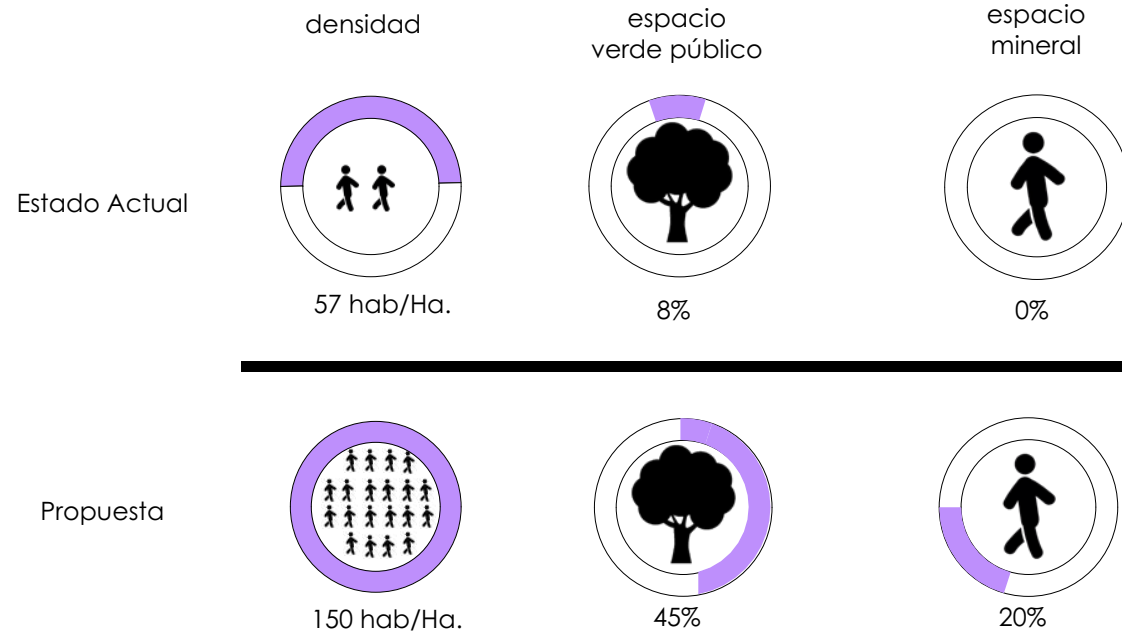 densidad
espacio
verde público
espacio
mineral
Estado Actual
57 hab/Ha.
8%
0%
Propuesta
150 hab/Ha.
45%
20%